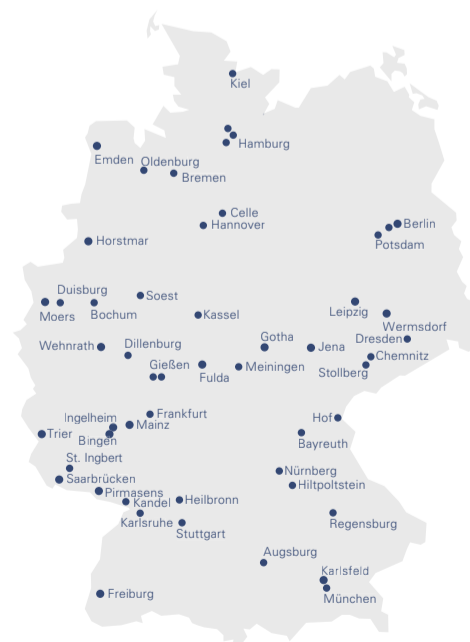 Kiel
Hamburg
Emden
Oldenburg
Bremen
Celle
Hannover
Berlin
Potsdam
Horstmar
Duisburg
Moers
Bochum
Soest
Kassel
Leipzig
Wermsdorf
Dresden
Chemnitz
Stollberg
Wehnrath
Dillenburg
Gießen
Fulda
Gotha
Meiningen
Jena
Frankfurt
Ingelheim
Mainz
Bingen
Trier
Hof
Bayreuth
St. Ingbert
Saarbrücken
Pirmasens
Kandel
Karlsruhe
Heilbronn
Stuttgart
Nürnberg
Hiltpoltstein
Regensburg
Augsburg
Karlsfeld
München
Freiburg